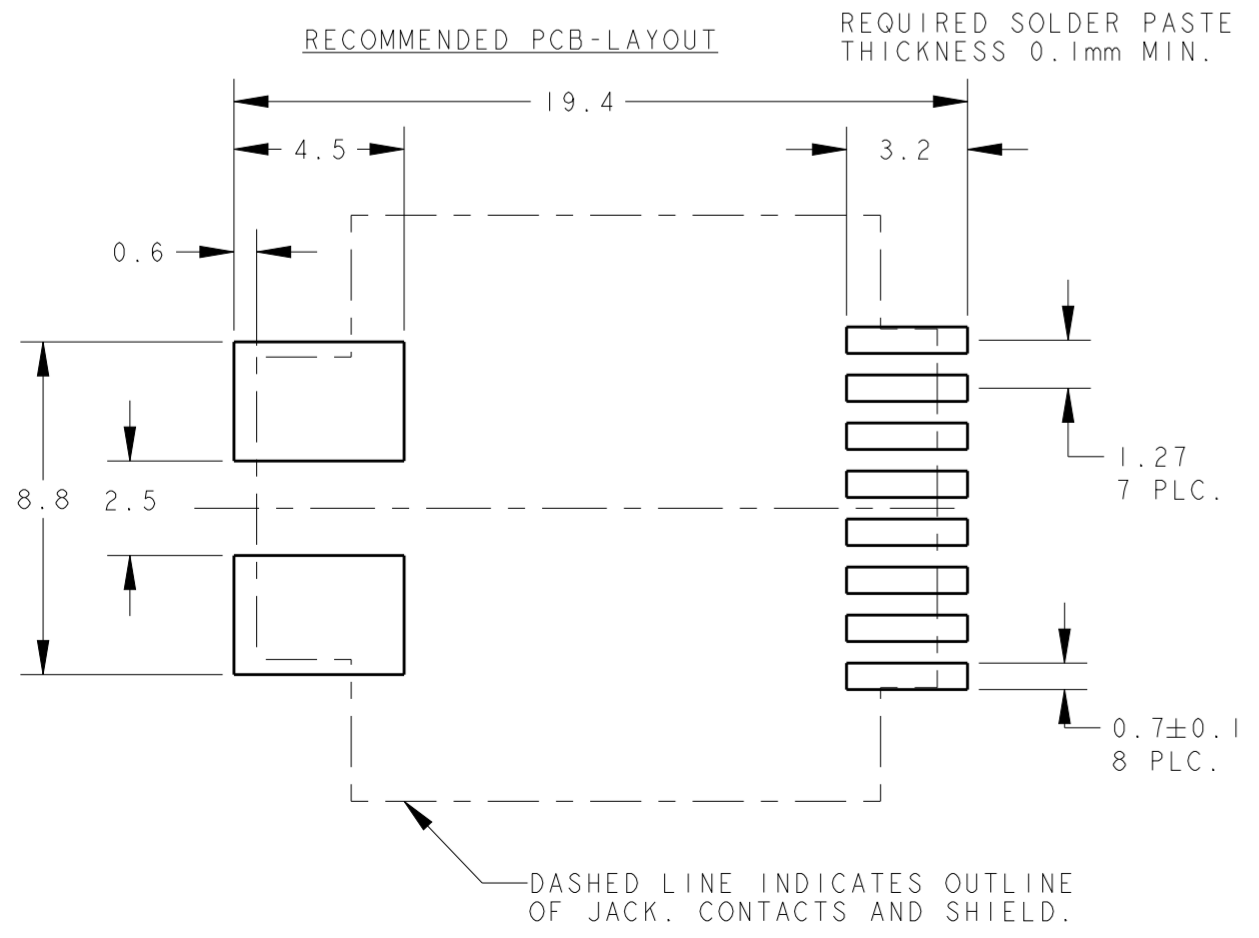 RECOMMENDED PCB-LAYOUT
REQUIRED SOLDER PASTE
THICKNESS 0.1mm MIN.
19.4
4.5
3.2
0.6
8.8
2.5
1.27
7 PLC.
0.7±0.1
8 PLC.
DASHED LINE INDICATES OUTLINE
OF JACK. CONTACTS AND SHIELD.